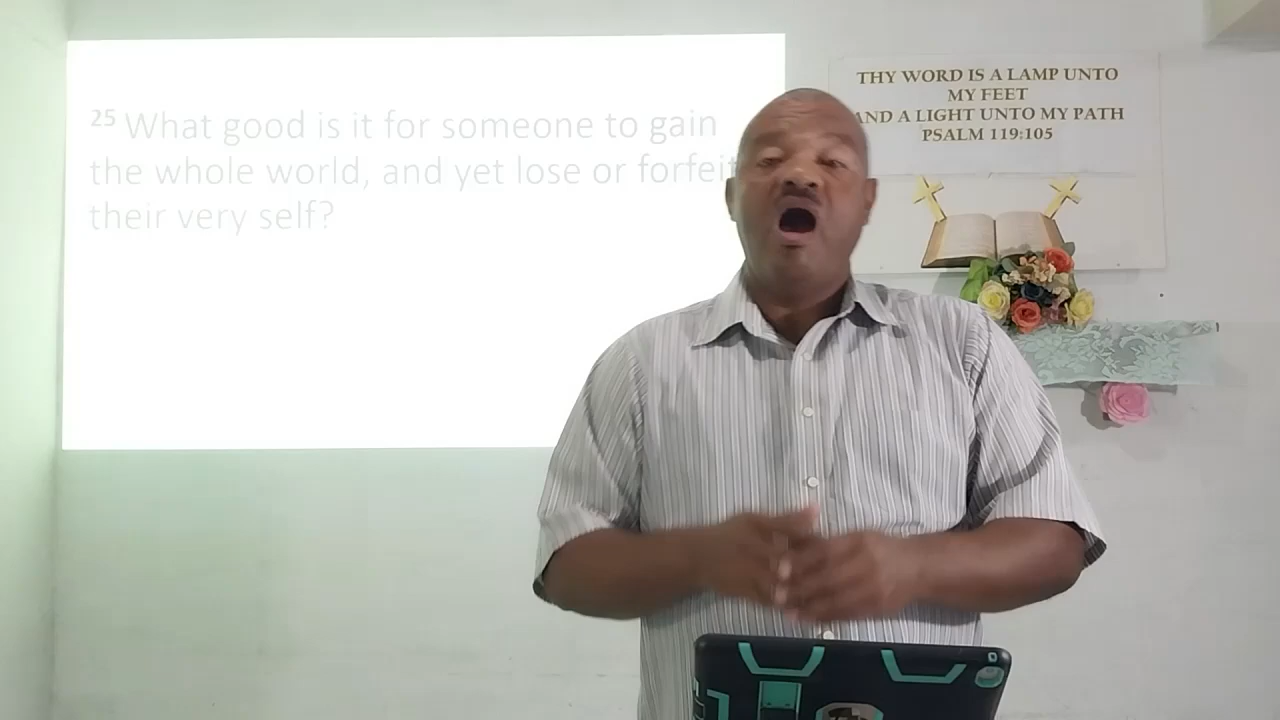 25 What good is it for someone to gain
the whole world, and yet lose or forfeit
their very self?
THY WORD IS A LAMP UNTO
MY FEET
AND A LIGHT UNTO MY PATH
PSALM 119:105